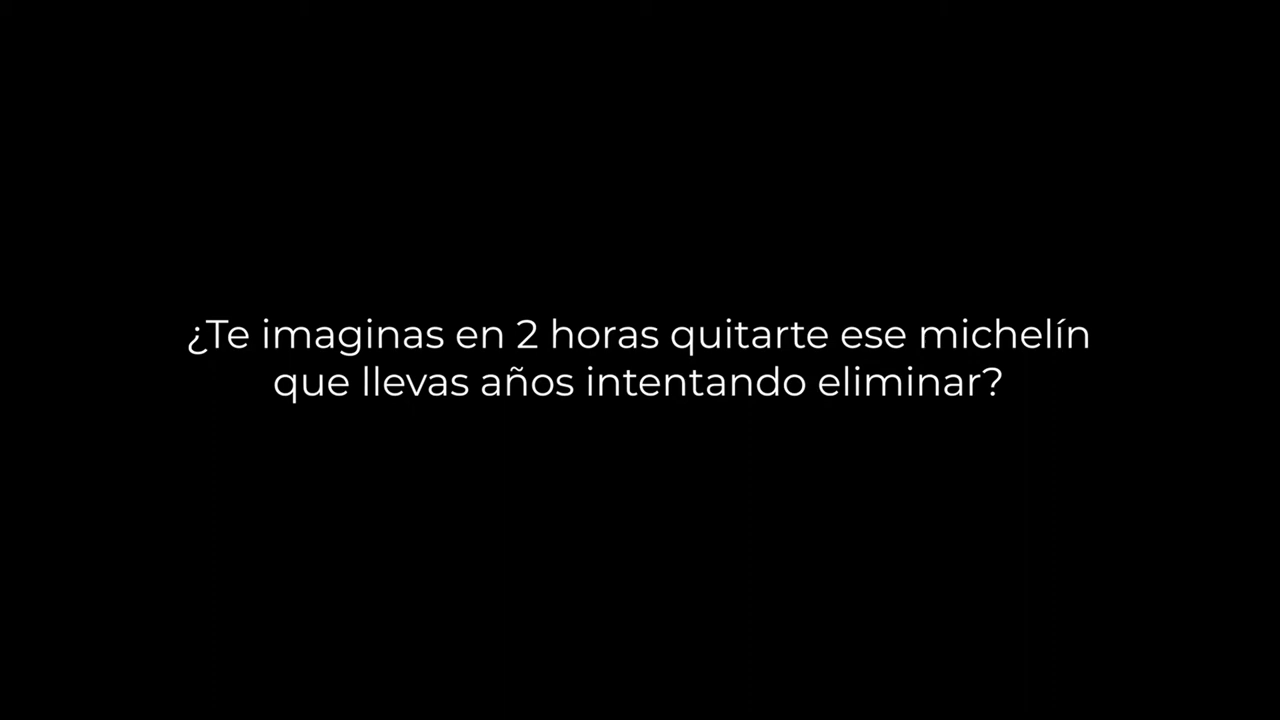 ¿Te imaginas en 2 horas quitarte ese michelín
que llevas años intentando eliminar?